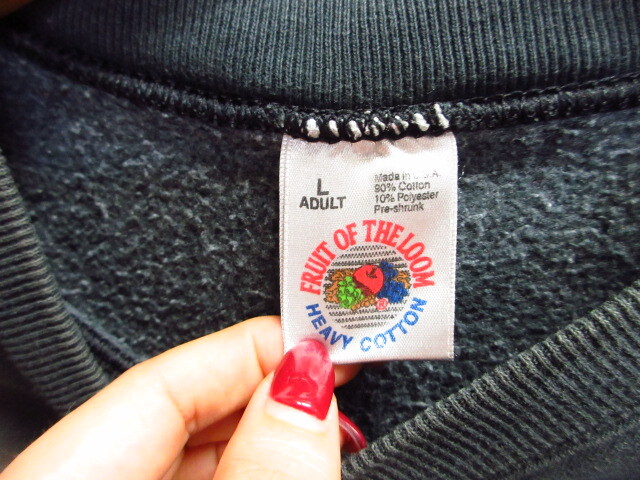 L
ADULT
Made in U.S.A.
90% Cotton
10% Polyester
Pre-shrunk
FRUIT OF THE LOOM
HEAVY COTTON